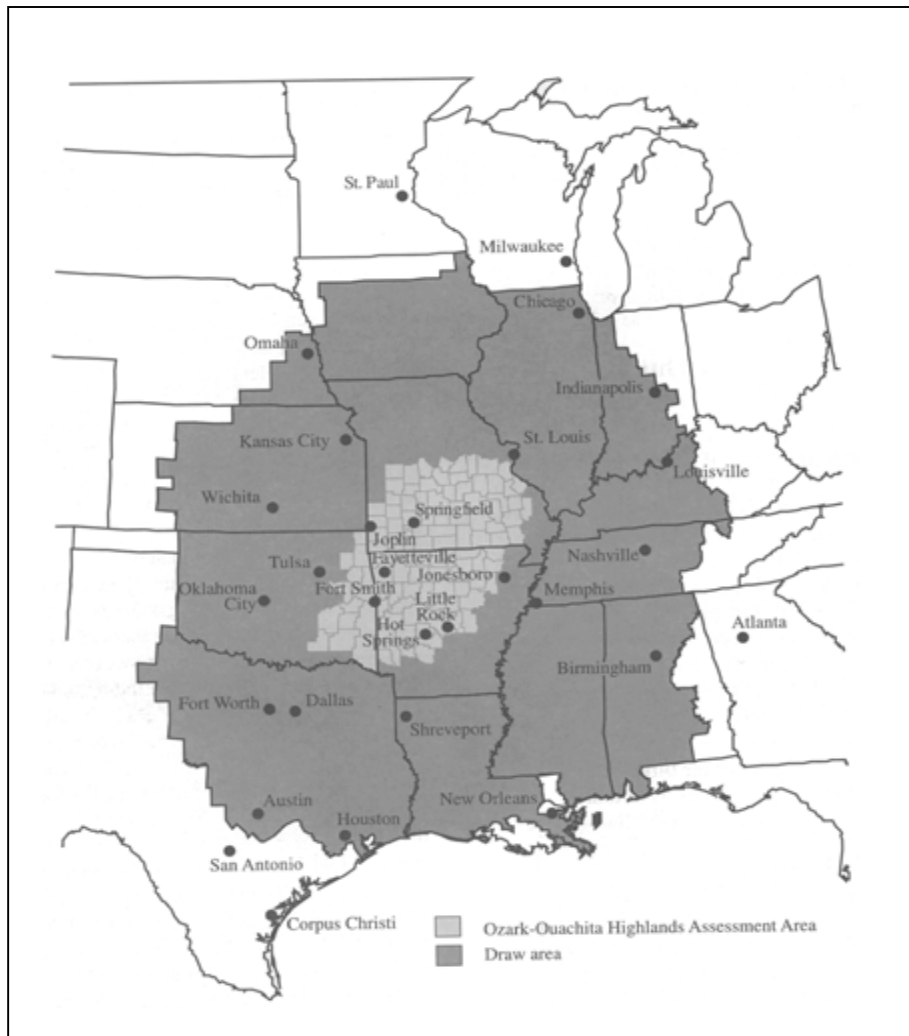 St. Paul
Milwaukee
Chicago
Omaha
Indianapolis
Kansas City
St. Louis
Louisville
Wichita
Springfield
Joplin
Nashville
Tulsa
Fayetteville
Jonesboro
Oklahoma
City
Fort Smith
Little
Rock
Memphis
Hot
Springs
Atlanta
Birmingham
Fort Worth
Dallas
Shreveport
Austin
Houston
New Orleans
San Antonio
Corpus Christi
Ozark-Ouachita Highlands Assessment Area
Draw area